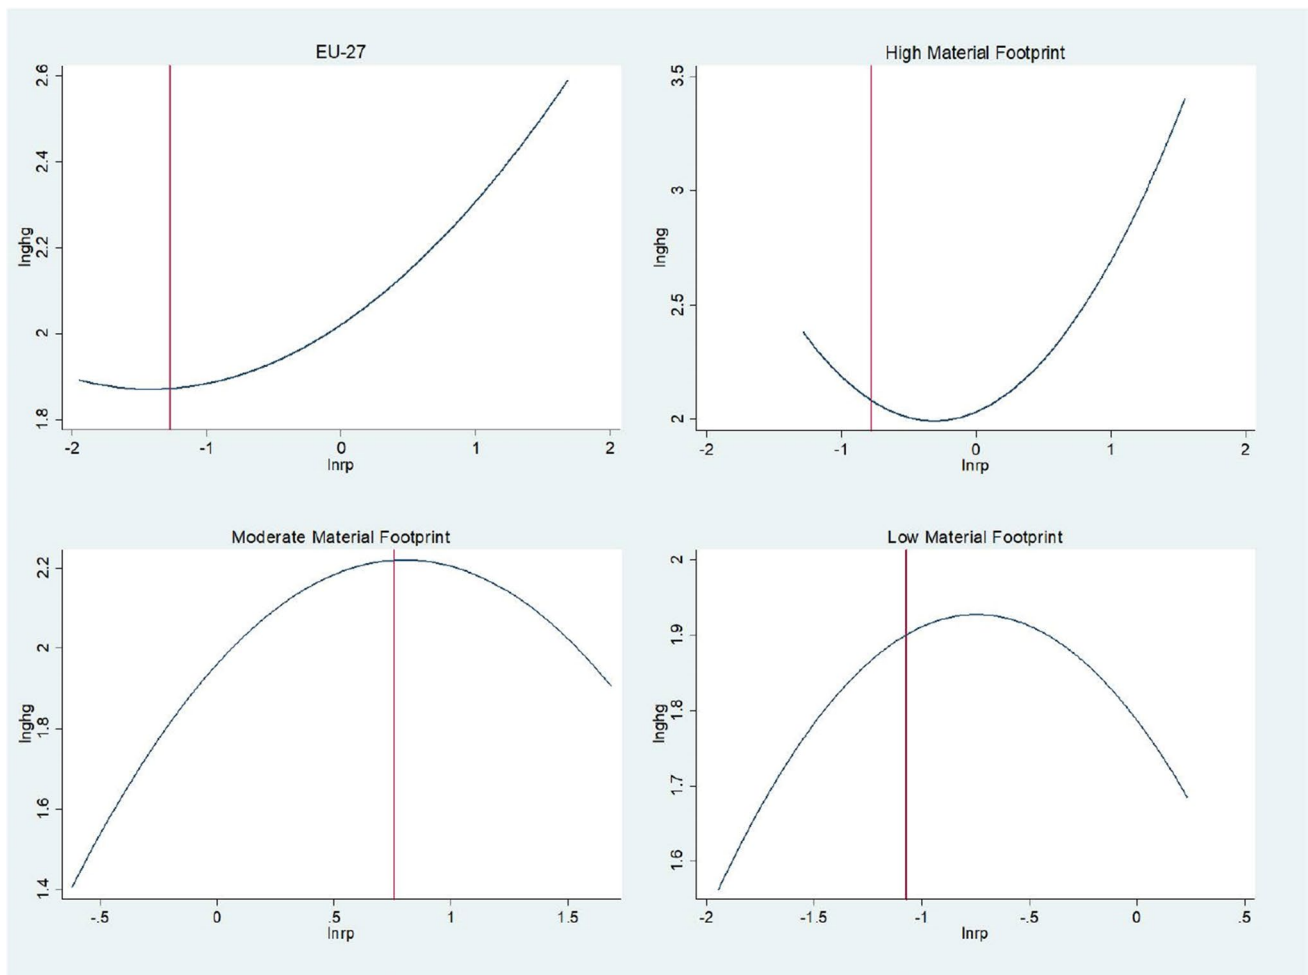 EU-27
2.6
2.4
2.2
2
1.8
lnghg
-2 -1 0 1 2
lnrp
High Material Footprint
3.5
3
2.5
2
lnghg
-2 -1 0 1 2
lnrp
Moderate Material Footprint
2.2
2
1.8
1.6
1.4
lnghg
-.5 0 .5 1 1.5
lnrp
Low Material Footprint
2
1.9
1.8
1.7
1.6
lnghg
-2 -1.5 -1 -.5 0 .5
lnrp